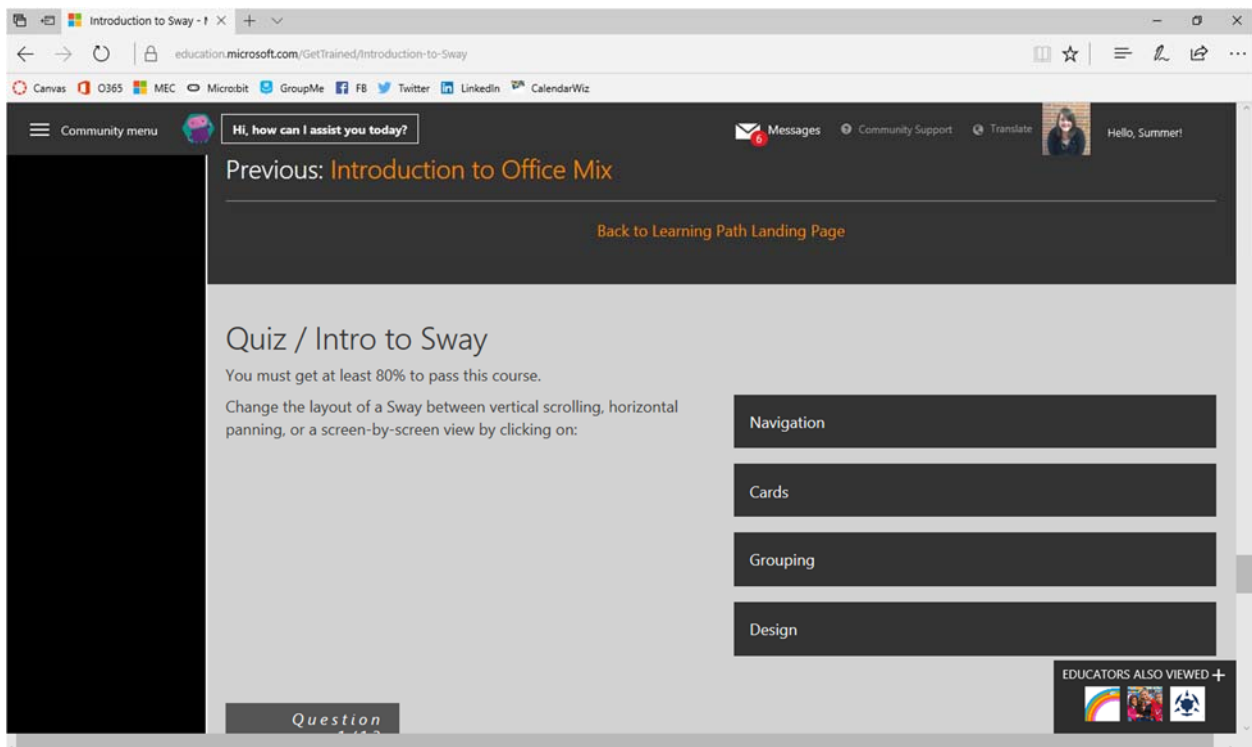 Introduction to Sway - M
education.microsoft.com/GetTrained/Introduction-to-Sway
Canvas O365 MEC Micro:bit GroupMe FB Twitter LinkedIn CalendarWiz
Community menu Hi, how can I assist you today? 6 Messages Community Support Translate Hello, Summer!
Previous: Introduction to Office Mix
Back to Learning Path Landing Page
Quiz / Intro to Sway
You must get at least 80% to pass this course.
Change the layout of a Sway between vertical scrolling, horizontal
panning, or a screen-by-screen view by clicking on:
Navigation
Cards
Grouping
Design
EDUCATORS ALSO VIEWED +
Question